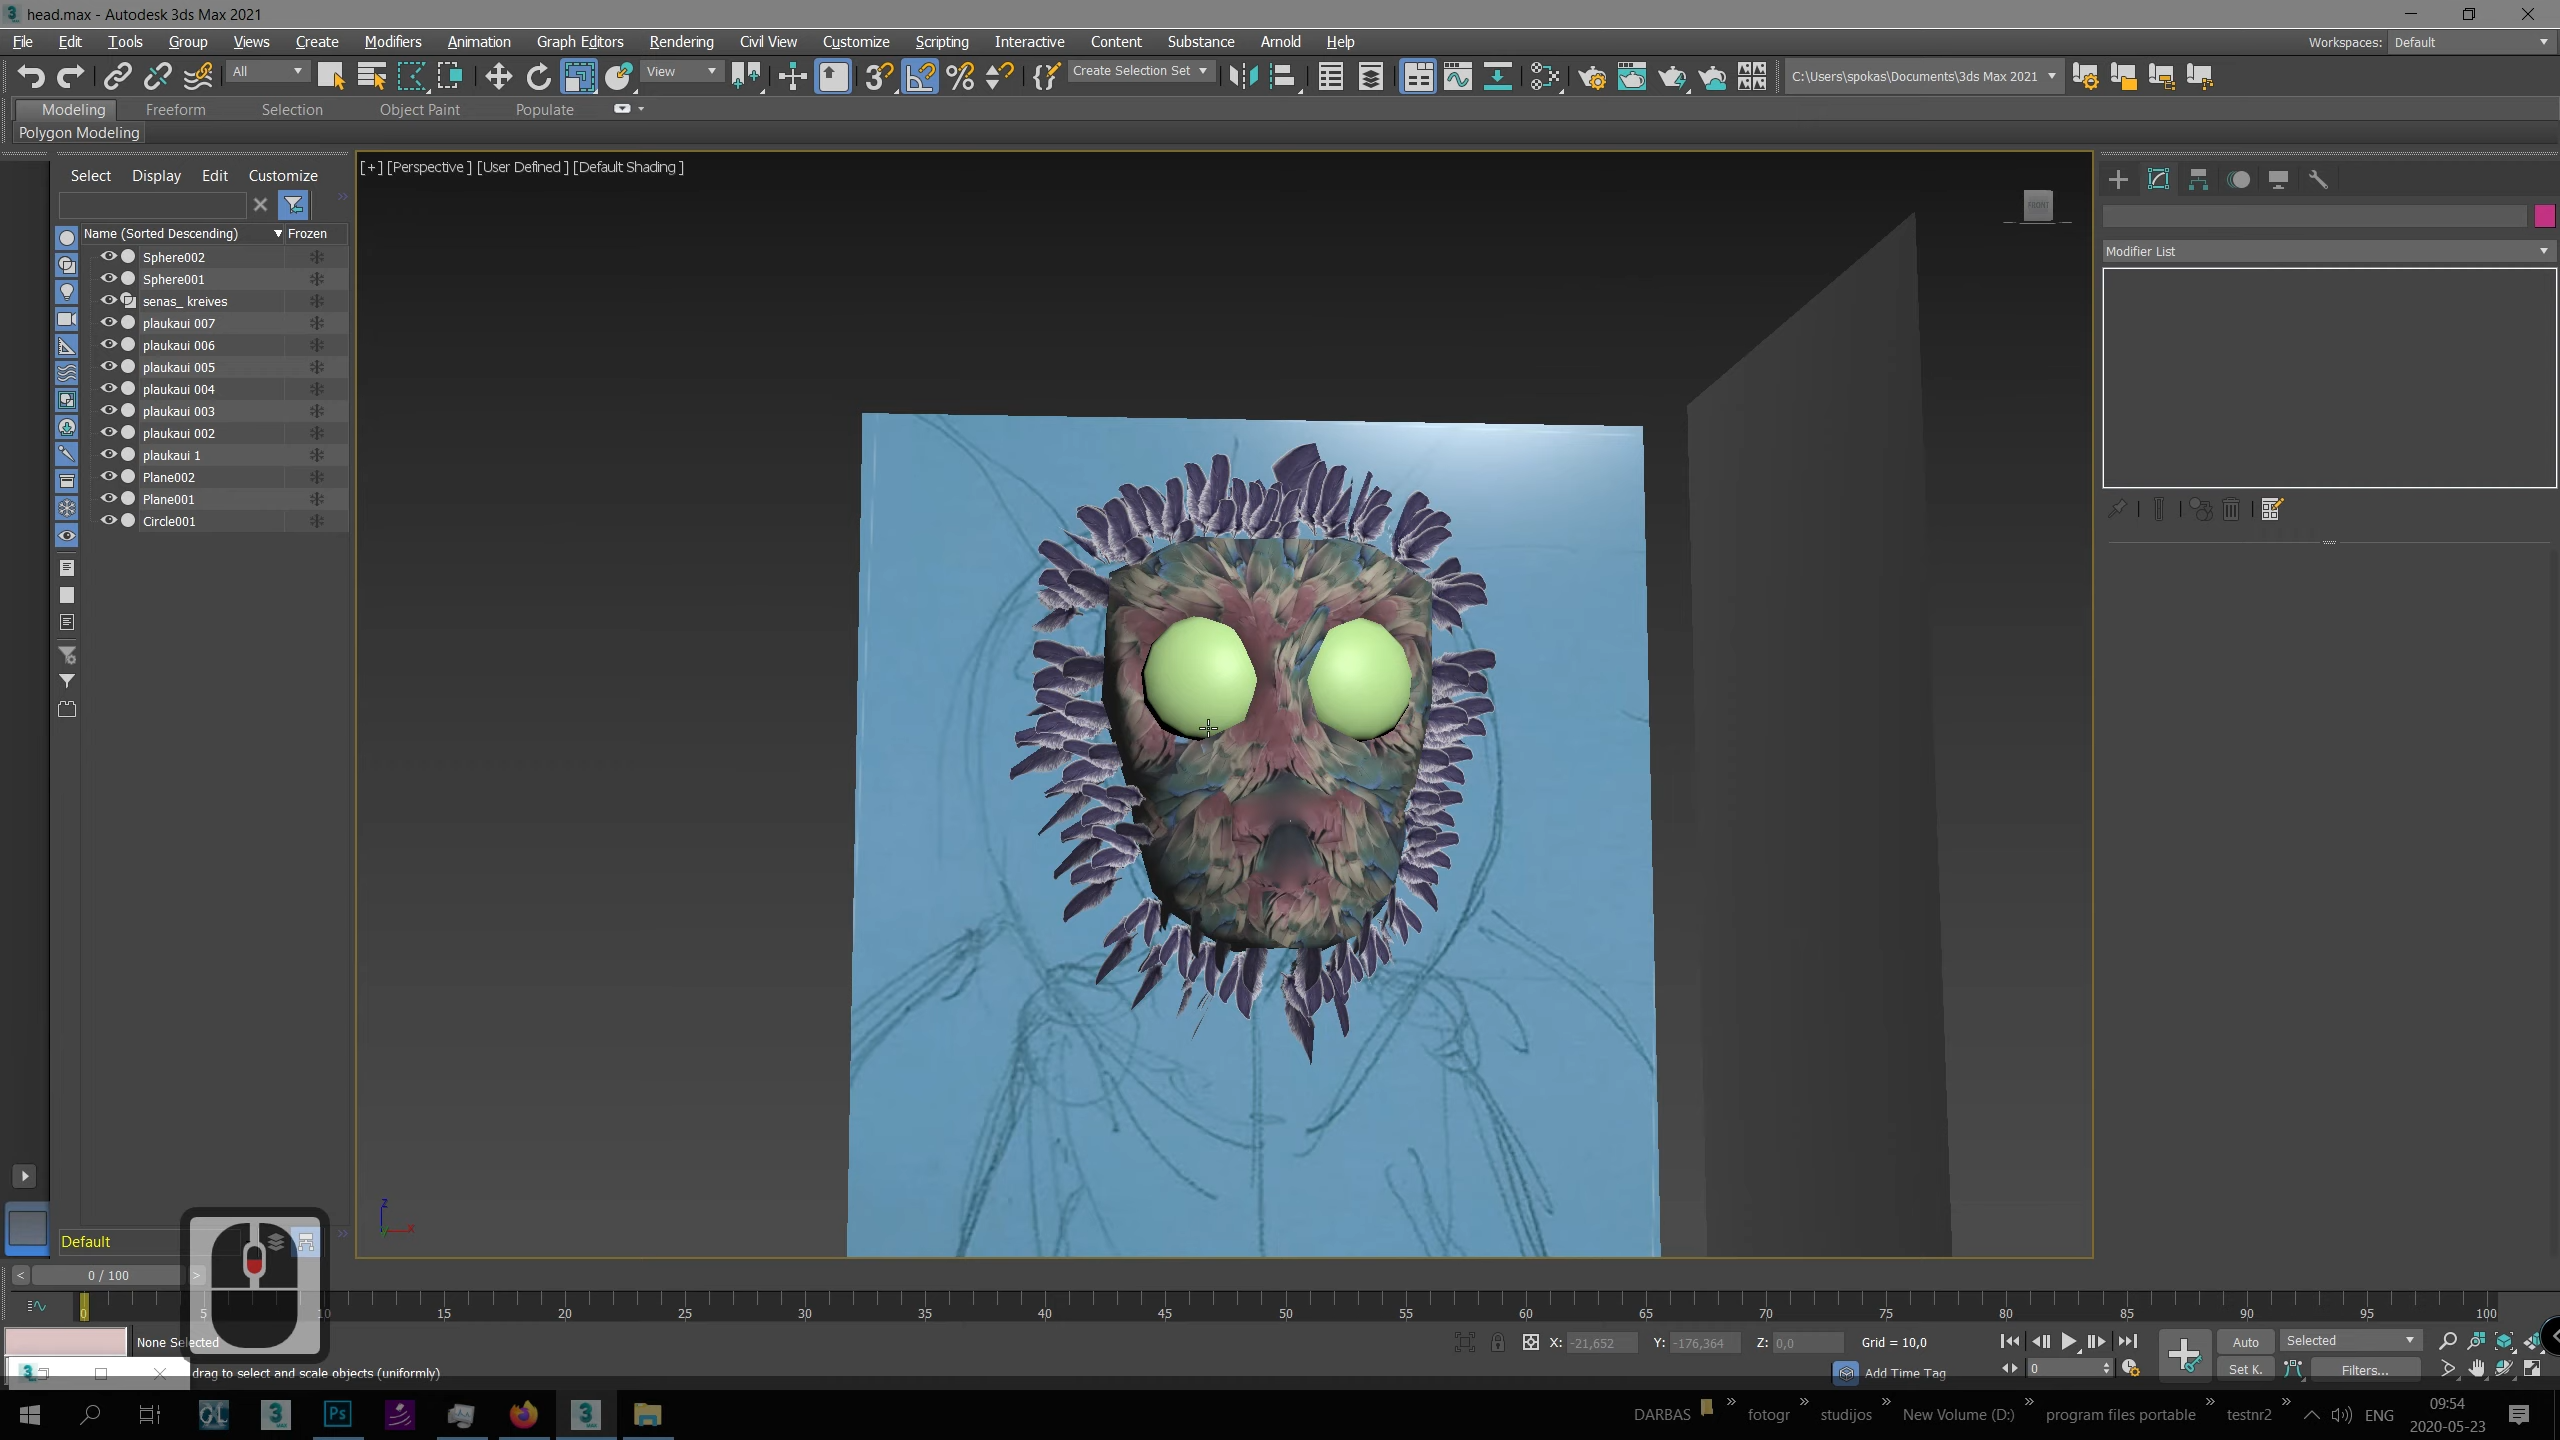 head.max - Autodesk 3ds Max 2021
File Edit Tools Group Views Create Modifiers Animation Graph Editors Rendering Civil View Customize Scripting Interactive Content Substance Arnold Help Workspaces: Default
All View Create Selection Set C:\Users\spokas\Documents\3ds Max 2021
Modeling Freeform Selection Object Paint Populate
Polygon Modeling
Select Display Edit Customize
[+] [Perspective ] [User Defined ] [Default Shading ]
FRONT
Name (Sorted Descending) Frozen
Modifier List
Sphere002
Sphere001
senas_ kreives
plaukaui 007
plaukaui 006
plaukaui 005
plaukaui 004
plaukaui 003
plaukaui 002
plaukaui 1
Plane002
Plane001
Circle001
z
x
Default
< 0 / 100 >
0 5 10 15 20 25 30 35 40 45 50 55 60 65 70 75 80 85 90 95 100
None Selected X: -21,652 Y: -176,364 Z: 0,0 Grid = 10,0 Auto Selected
drag to select and scale objects (uniformly) Add Time Tag 0 Set K. Filters...
Ps 3 DARBAS fotogr studijos New Volume (D:) program files portable testnr2 ENG 09:54
2020-05-23